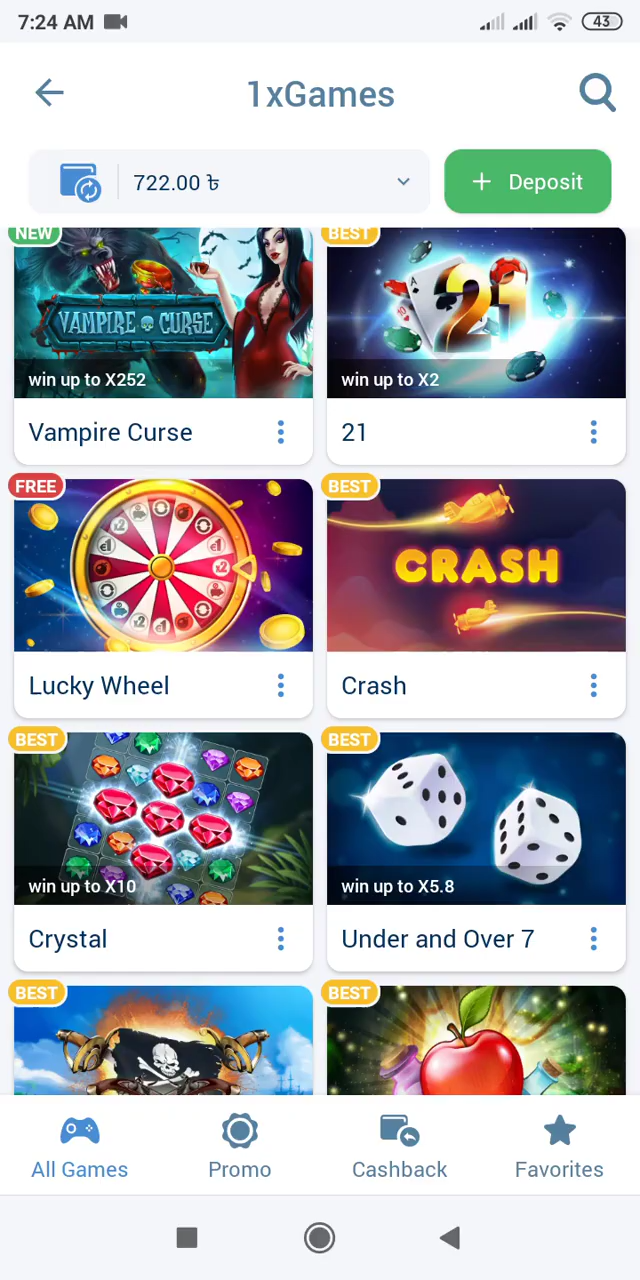 7:24 AM
43
1xGames
722.00 ৳
+ Deposit
NEW
BEST
VAMPIRE CURSE
A
21
win up to X252
win up to X2
Vampire Curse
21
FREE
BEST
x2
x2
CRASH
Lucky Wheel
Crash
BEST
BEST
win up to X10
win up to X5.8
Crystal
Under and Over 7
BEST
BEST
All Games
Promo
Cashback
Favorites